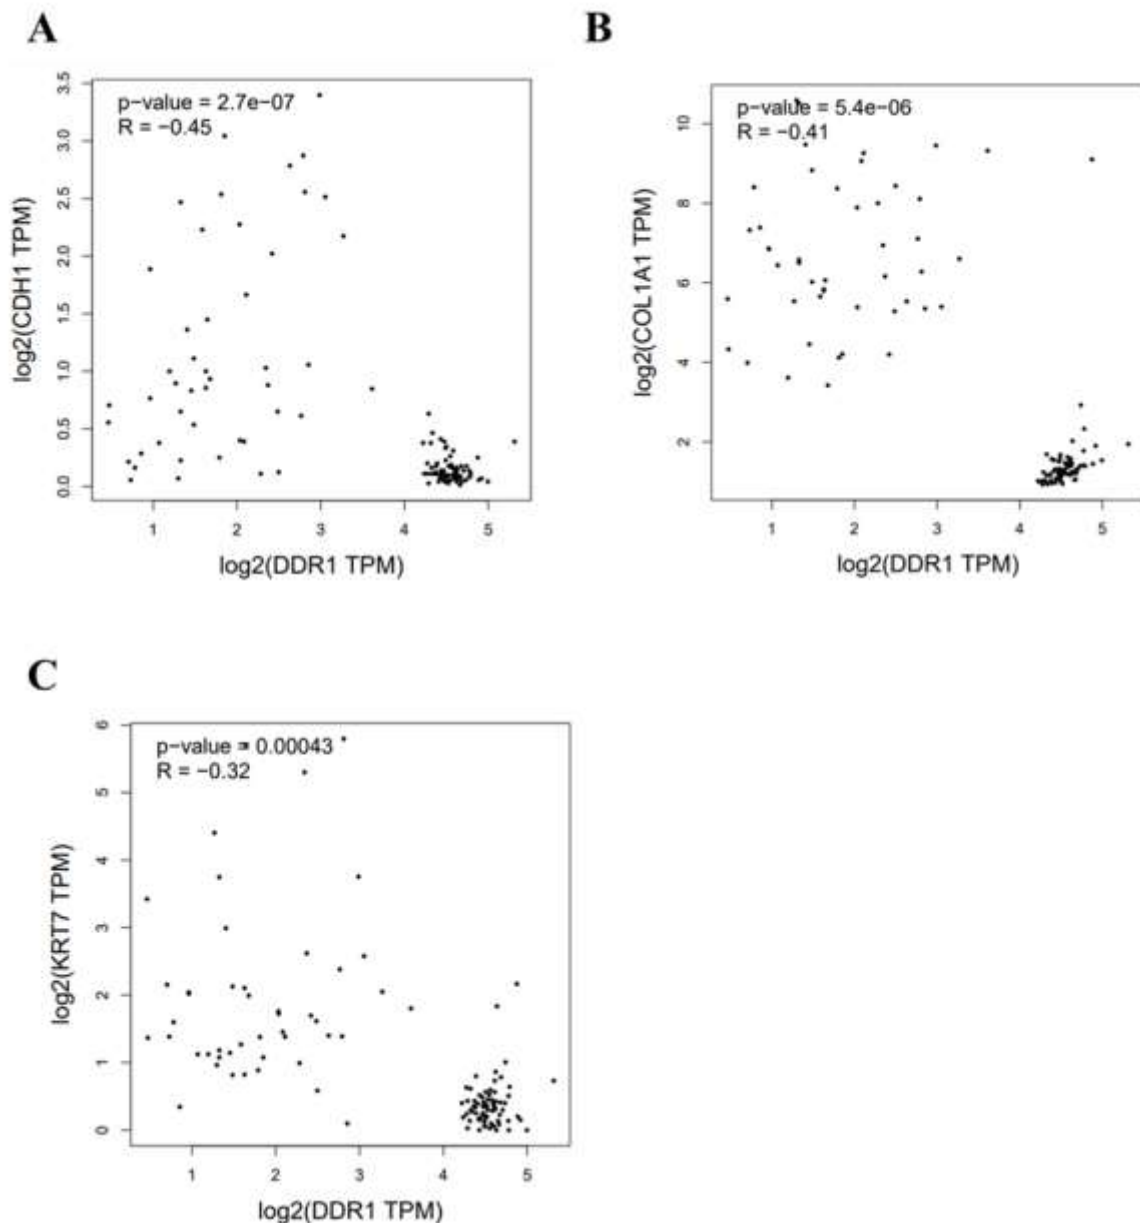 A
p−value = 2.7e−07
R = −0.45
log2(CDH1 TPM)
3.5
3.0
2.5
2.0
1.5
1.0
0.5
0.0
1 2 3 4 5
log2(DDR1 TPM)
B
p−value = 5.4e−06
R = −0.41
log2(COL1A1 TPM)
10
8
6
4
2
1 2 3 4 5
log2(DDR1 TPM)
C
p−value = 0.00043
R = −0.32
log2(KRT7 TPM)
6
5
4
3
2
1
0
1 2 3 4 5
log2(DDR1 TPM)